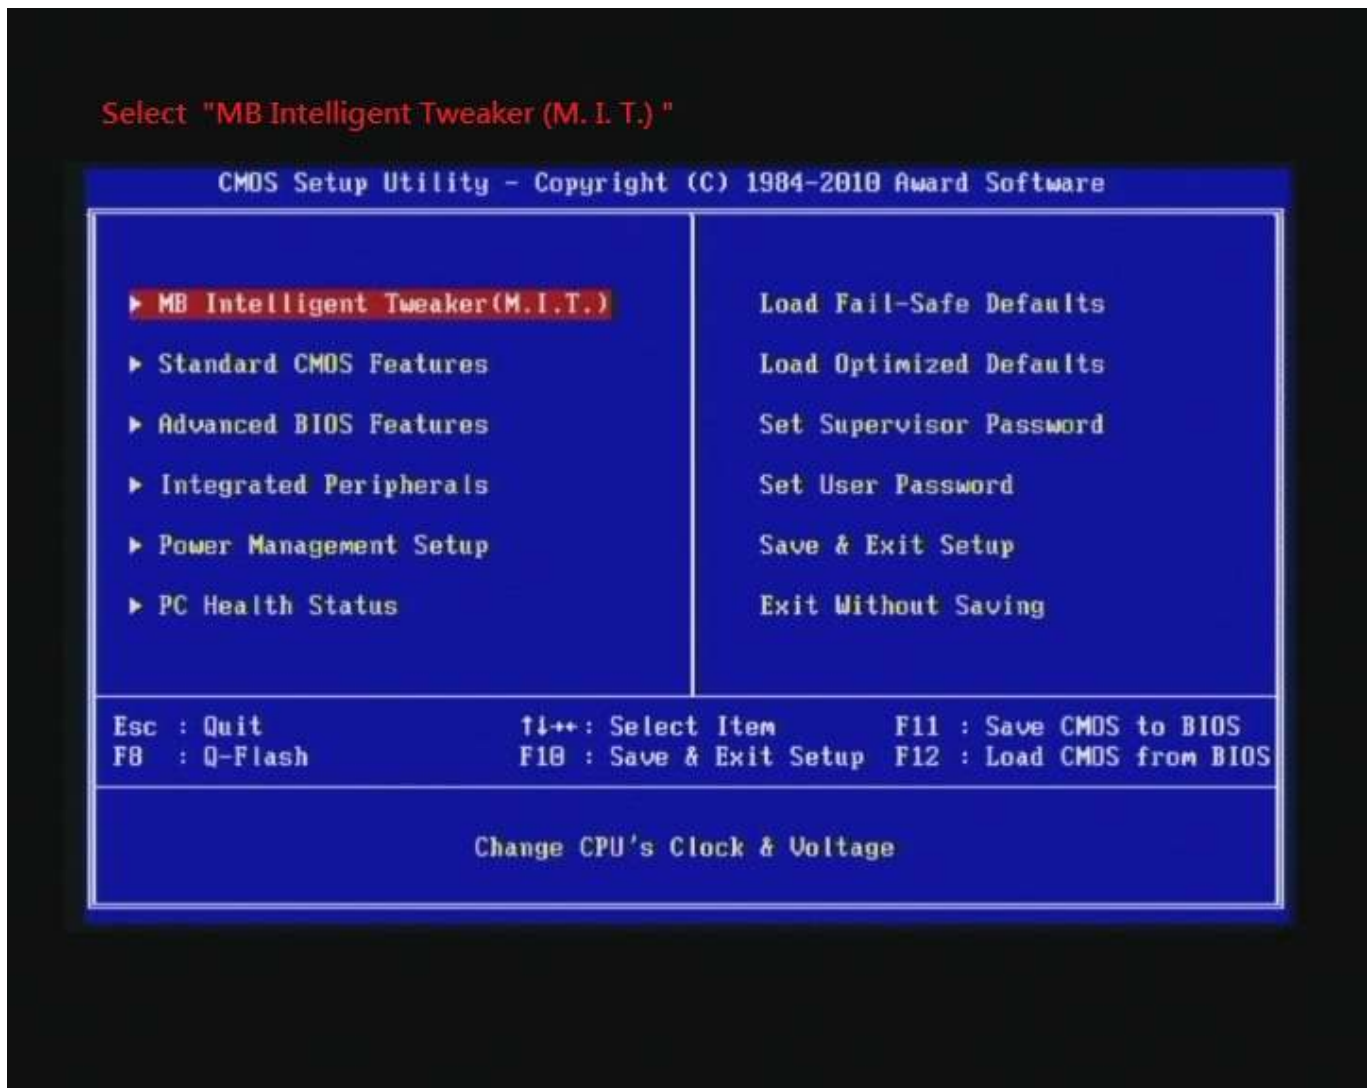 Select "MB Intelligent Tweaker (M. I. T.) "
CMOS Setup Utility - Copyright (C) 1984-2010 Award Software
▶ MB Intelligent Tweaker(M.I.T.)
▶ Standard CMOS Features
▶ Advanced BIOS Features
▶ Integrated Peripherals
▶ Power Management Setup
▶ PC Health Status
Load Fail-Safe Defaults
Load Optimized Defaults
Set Supervisor Password
Set User Password
Save & Exit Setup
Exit Without Saving
Esc : Quit ↑↓→←: Select Item F11 : Save CMOS to BIOS
F8 : Q-Flash F10 : Save & Exit Setup F12 : Load CMOS from BIOS
Change CPU's Clock & Voltage